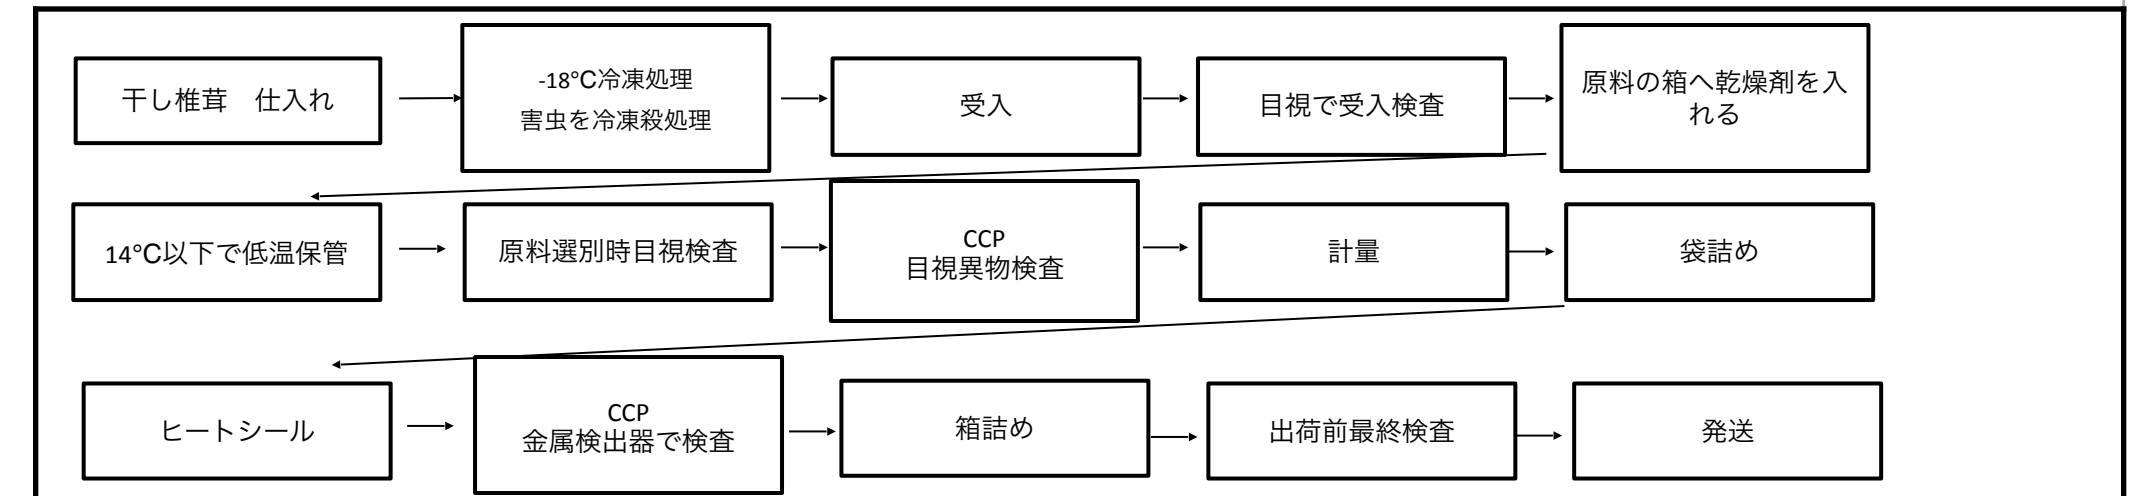 干し椎茸　仕入れ
-18℃冷凍処理
害虫を冷凍殺処理
受入
目視で受入検査
原料の箱へ乾燥剤を入
れる
14℃以下で低温保管
原料選別時目視検査
CCP
目視異物検査
計量
袋詰め
ヒートシール
CCP
金属検出器で検査
箱詰め
出荷前最終検査
発送